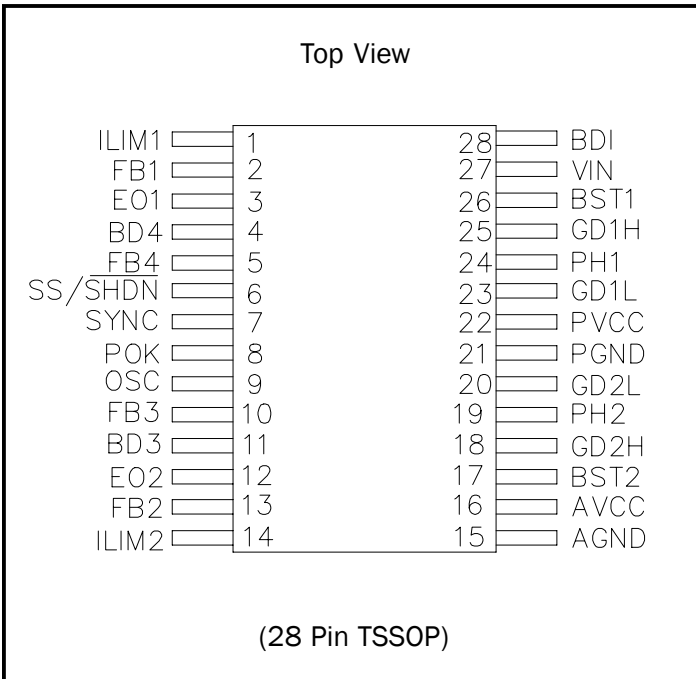 Top View
ILIM1 1 28 BDI
FB1 2 27 VIN
EO1 3 26 BST1
BD4 4 25 GD1H
FB4 5 24 PH1
SS/SHDN 6 23 GD1L
SYNC 7 22 PVCC
POK 8 21 PGND
OSC 9 20 GD2L
FB3 10 19 PH2
BD3 11 18 GD2H
EO2 12 17 BST2
FB2 13 16 AVCC
ILIM2 14 15 AGND
(28 Pin TSSOP)